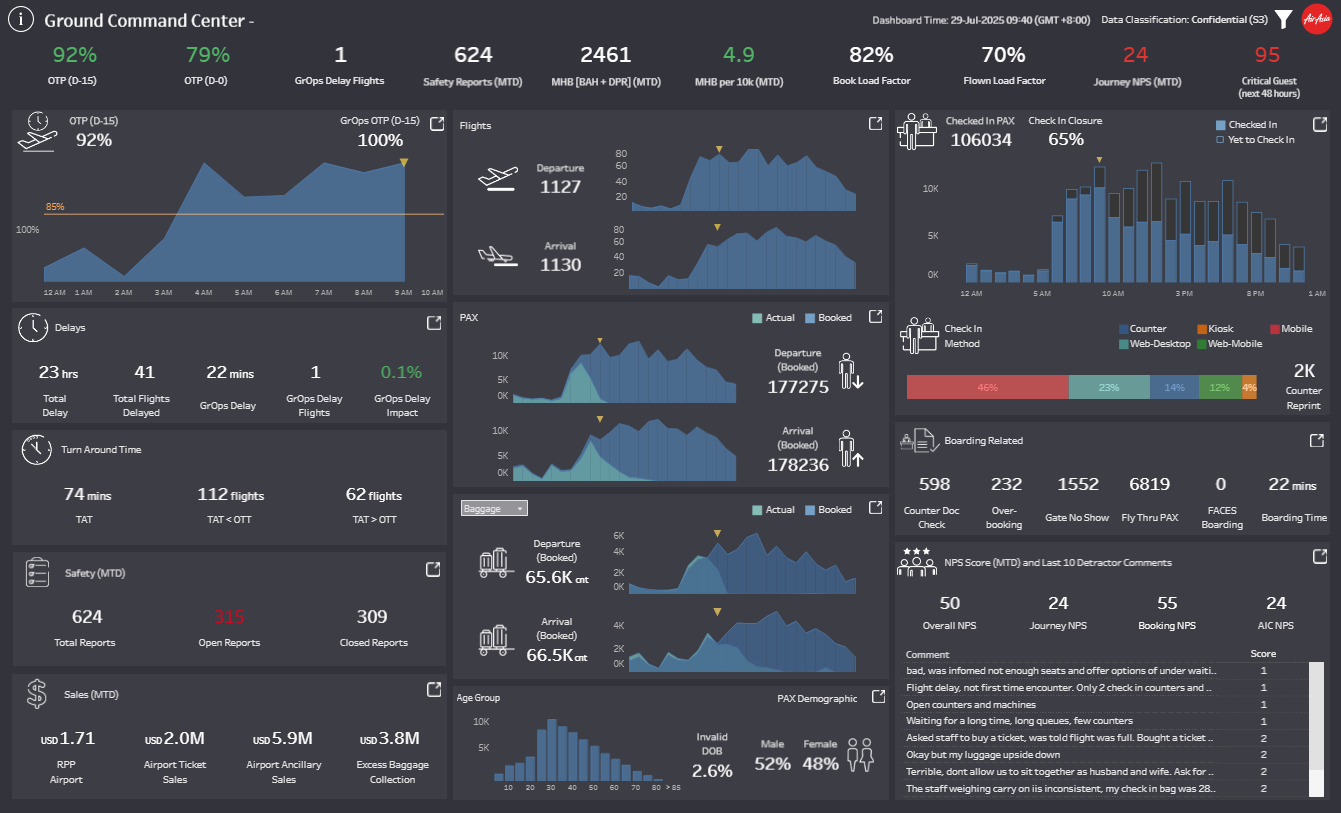 Ground Command Center -
Dashboard Time: 29-Jul-2025 09:40 (GMT +8:00) Data Classification: Confidential (S3)
AirAsia
92% 79% 1 624 2461 4.9 82% 70% 24 95
OTP (D-15) OTP (D-0) GrOps Delay Flights Safety Reports (MTD) MHB [BAH + DPR] (MTD) MHB per 10k (MTD) Book Load Factor Flown Load Factor Journey NPS (MTD) Critical Guest
(next 48 hours)
OTP (D-15) GrOps OTP (D-15)
92% 100%
85%
100%
12 AM 1 AM 2 AM 3 AM 4 AM 5 AM 6 AM 7 AM 8 AM 9 AM 10 AM
Delays
23 hrs 41 22 mins 1 0.1%
Total Delay
Total Flights Delayed
GrOps Delay
GrOps Delay Flights
GrOps Delay Impact
Turn Around Time
74 mins 112 flights 62 flights
TAT TAT < OTT TAT > OTT
Safety (MTD)
624 315 309
Total Reports Open Reports Closed Reports
Sales (MTD)
USD 1.71 USD 2.0M USD 5.9M USD 3.8M
RPP Airport
Airport Ticket Sales
Airport Ancillary Sales
Excess Baggage Collection
Flights
Departure
1127
80
60
40
20
Arrival
1130
80
60
40
20
PAX
Actual Booked
10K
5K
0K
Departure
(Booked)
177275
10K
5K
0K
Arrival
(Booked)
178236
Baggage
Actual Booked
Departure
(Booked)
65.6K cnt
6K
4K
2K
0K
Arrival
(Booked)
66.5K cnt
4K
2K
0K
Age Group PAX Demographic
10K
5K
10 20 30 40 50 60 70 80 > 85
Invalid
DOB
2.6%
Male Female
52% 48%
Checked In PAX Check In Closure
106034 65%
Checked In
Yet to Check In
10K
5K
0K
12 AM 5 AM 10 AM 3 PM 8 PM 1 AM
Check In
Method
Counter Kiosk Mobile
Web-Desktop Web-Mobile
46% 23% 14% 12% 4%
2K
Counter
Reprint
Boarding Related
598 232 1552 6819 0 22 mins
Counter Doc Check
Over-booking
Gate No Show
Fly Thru PAX
FACES Boarding
Boarding Time
NPS Score (MTD) and Last 10 Detractor Comments
50 24 55 24
Overall NPS Journey NPS Booking NPS AIC NPS
Comment Score
bad, was infomed not enough seats and offer options of under waiti.. 1
Flight delay, not first time encounter. Only 2 check in counters and .. 1
Open counters and machines 1
Waiting for a long time, long queues, few counters 1
Asked staff to buy a ticket, was told flight was full. Bought a ticket .. 2
Okay but my luggage upside down 2
Terrible, dont allow us to sit together as husband and wife. Ask for .. 2
The staff weighing carry on iis inconsistent, my check in bag was 28.. 2